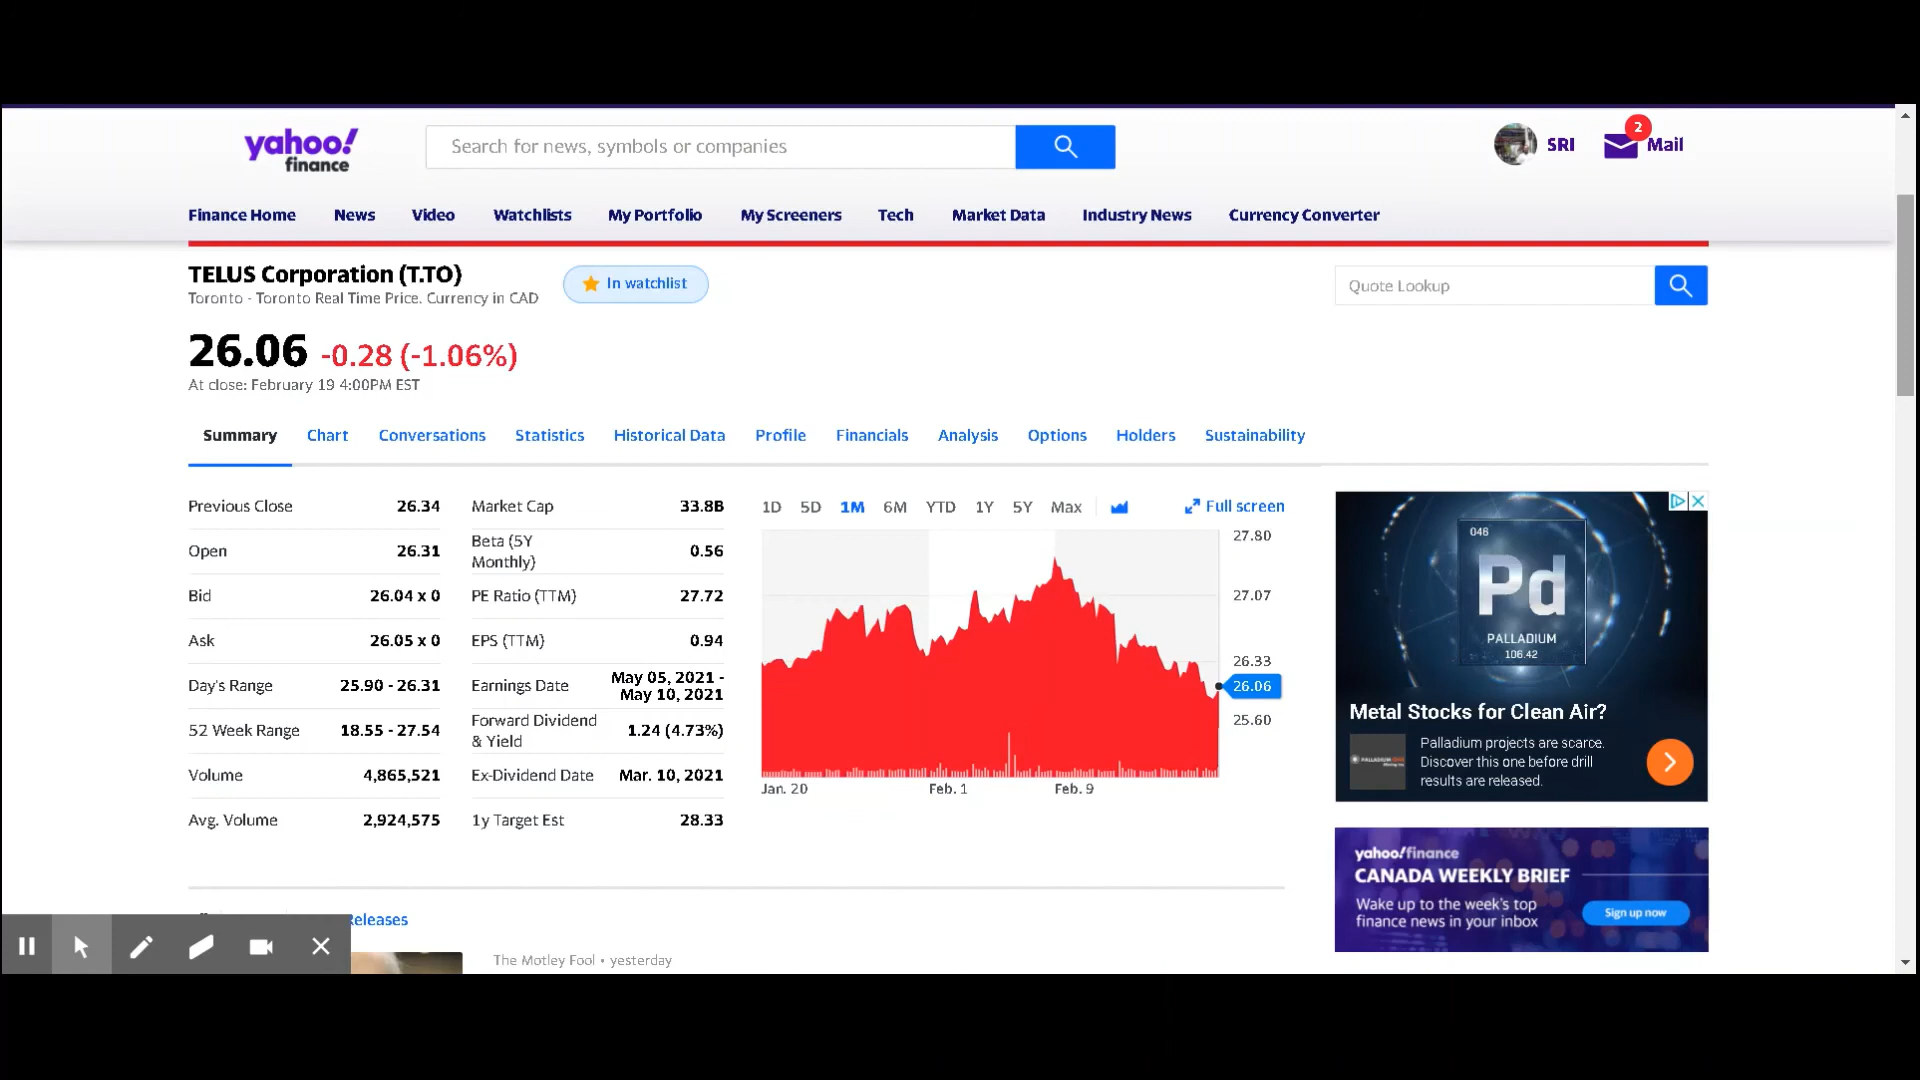 yahoo!
finance
Search for news, symbols or companies
SRI
2
Mail
Finance Home News Video Watchlists My Portfolio My Screeners Tech Market Data Industry News Currency Converter
TELUS Corporation (T.TO)
Toronto - Toronto Real Time Price. Currency in CAD
In watchlist
Quote Lookup
26.06 -0.28 (-1.06%)
At close: February 19 4:00PM EST
Summary Chart Conversations Statistics Historical Data Profile Financials Analysis Options Holders Sustainability
Previous Close 26.34
Open 26.31
Bid 26.04 x 0
Ask 26.05 x 0
Day's Range 25.90 - 26.31
52 Week Range 18.55 - 27.54
Volume 4,865,521
Avg. Volume 2,924,575
Market Cap 33.8B
Beta (5Y
Monthly) 0.56
PE Ratio (TTM) 27.72
EPS (TTM) 0.94
Earnings Date May 05, 2021 -
May 10, 2021
Forward Dividend
& Yield 1.24 (4.73%)
Ex-Dividend Date Mar. 10, 2021
1y Target Est 28.33
1D 5D 1M 6M YTD 1Y 5Y Max Full screen
27.80
27.07
26.33
26.06
25.60
Jan. 20 Feb. 1 Feb. 9
046
Pd
PALLADIUM
106.42
Metal Stocks for Clean Air?
Palladium projects are scarce.
Discover this one before drill
results are released.
yahoo!finance
CANADA WEEKLY BRIEF
Wake up to the week's top
finance news in your inbox
Sign up now
Releases
The Motley Fool • yesterday